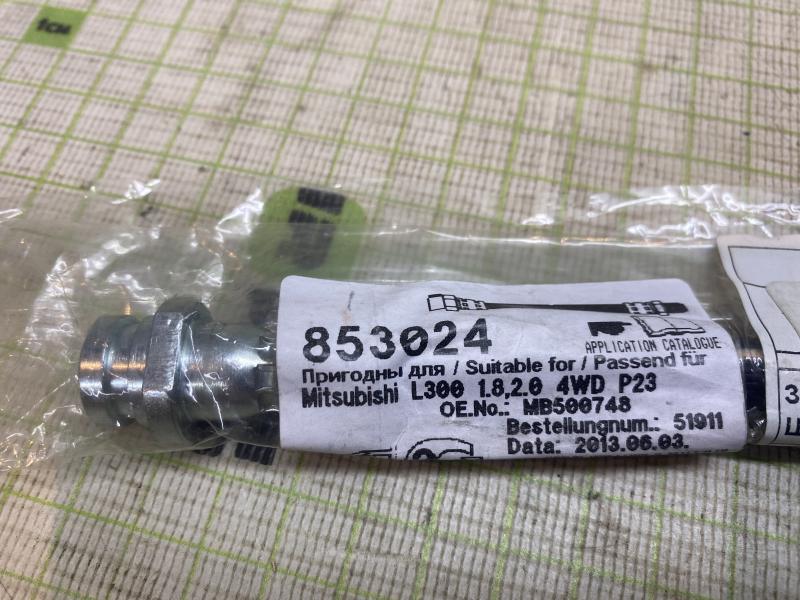 853024
APPLICATION CATALOGUE
Пригодны для / Suitable for / Passend für
Mitsubishi L300 1.8,2.0 4WD P23
OE.No.: MB500748
Bestellungnum.: 51911
Data: 2013.06.03.